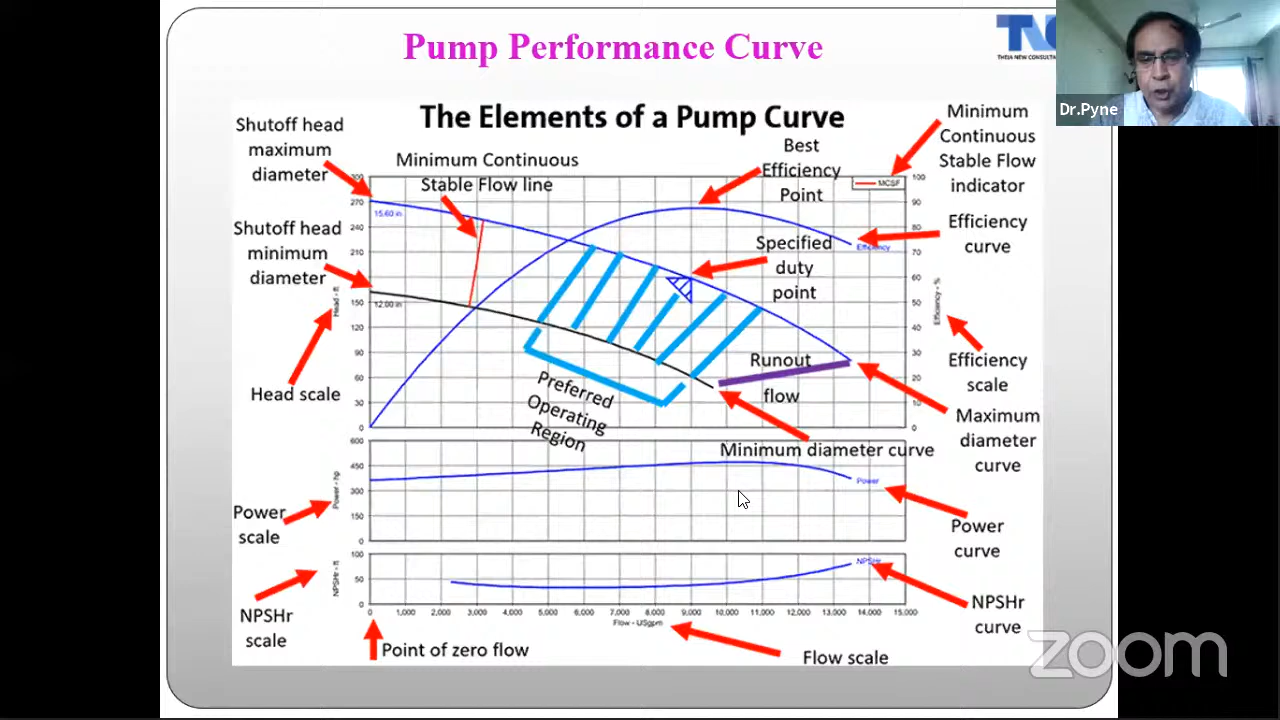 Pump Performance Curve
THEIA NEW CONSULTA
Dr.Pyne
The Elements of a Pump Curve
Shutoff head
maximum
diameter
Minimum Continuous
Stable Flow line
Best
Efficiency
Point
Minimum
Continuous
Stable Flow
indicator
MCSF
Shutoff head
minimum
diameter
Specified
duty
point
Efficiency
curve
Efficiency
15.60 in
12.00 in
300
270
240
210
150
120
90
60
30
0
100
90
80
70
60
50
40
30
20
10
0
Head - ft
Efficiency - %
Head scale
Efficiency
scale
Runout
flow
Preferred
Operating
Region
Maximum
diameter
curve
Minimum diameter curve
600
450
300
150
0
Power - hp
Power
Power
scale
Power
curve
100
50
0
NPSHr - ft
NPSHr
NPSHr
scale
NPSHr
curve
0 1,000 2,000 3,000 4,000 5,000 6,000 7,000 8,000 9,000 10,000 11,000 12,000 13,000 14,000 15,000
Flow - USgpm
Point of zero flow
Flow scale
zoom